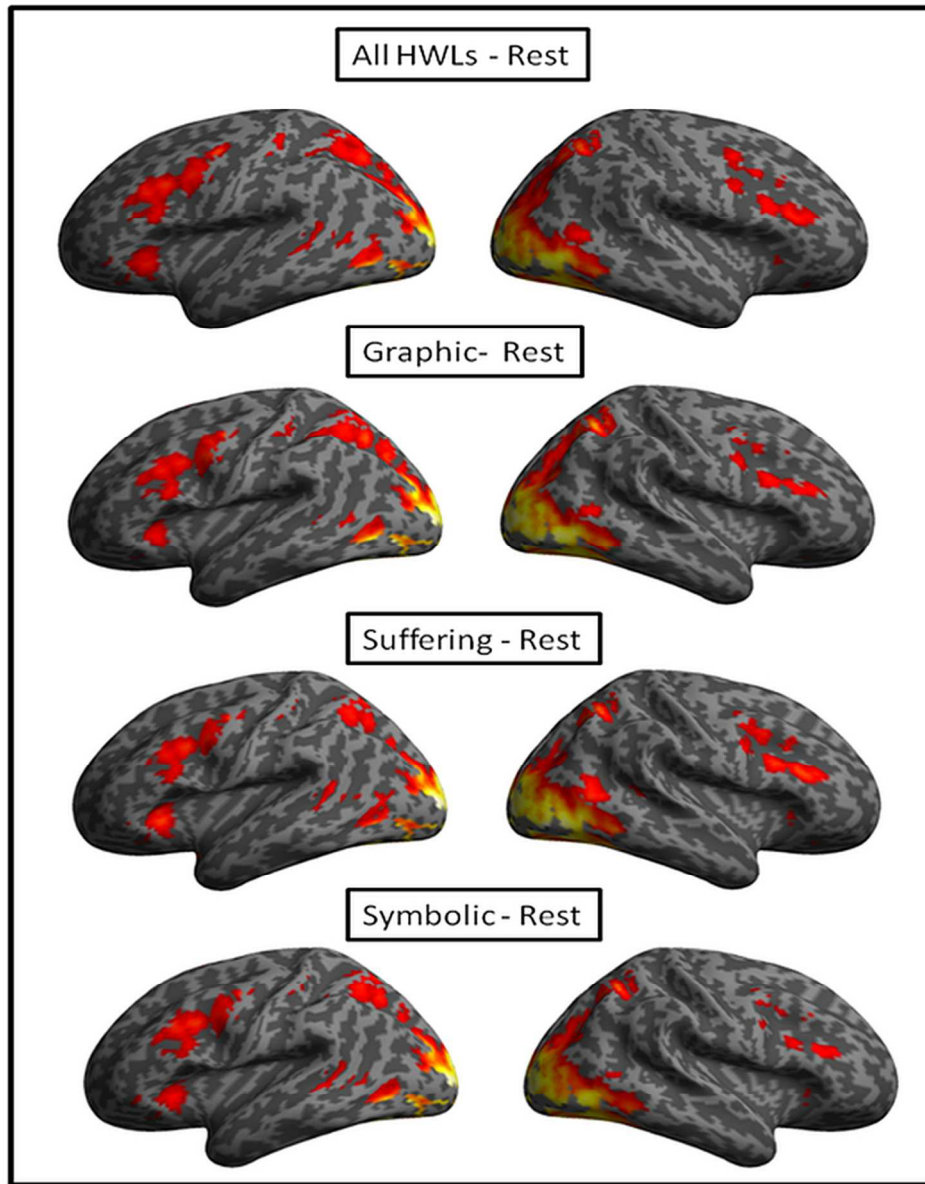 All HWLs - Rest
Graphic- Rest
Suffering - Rest
Symbolic - Rest